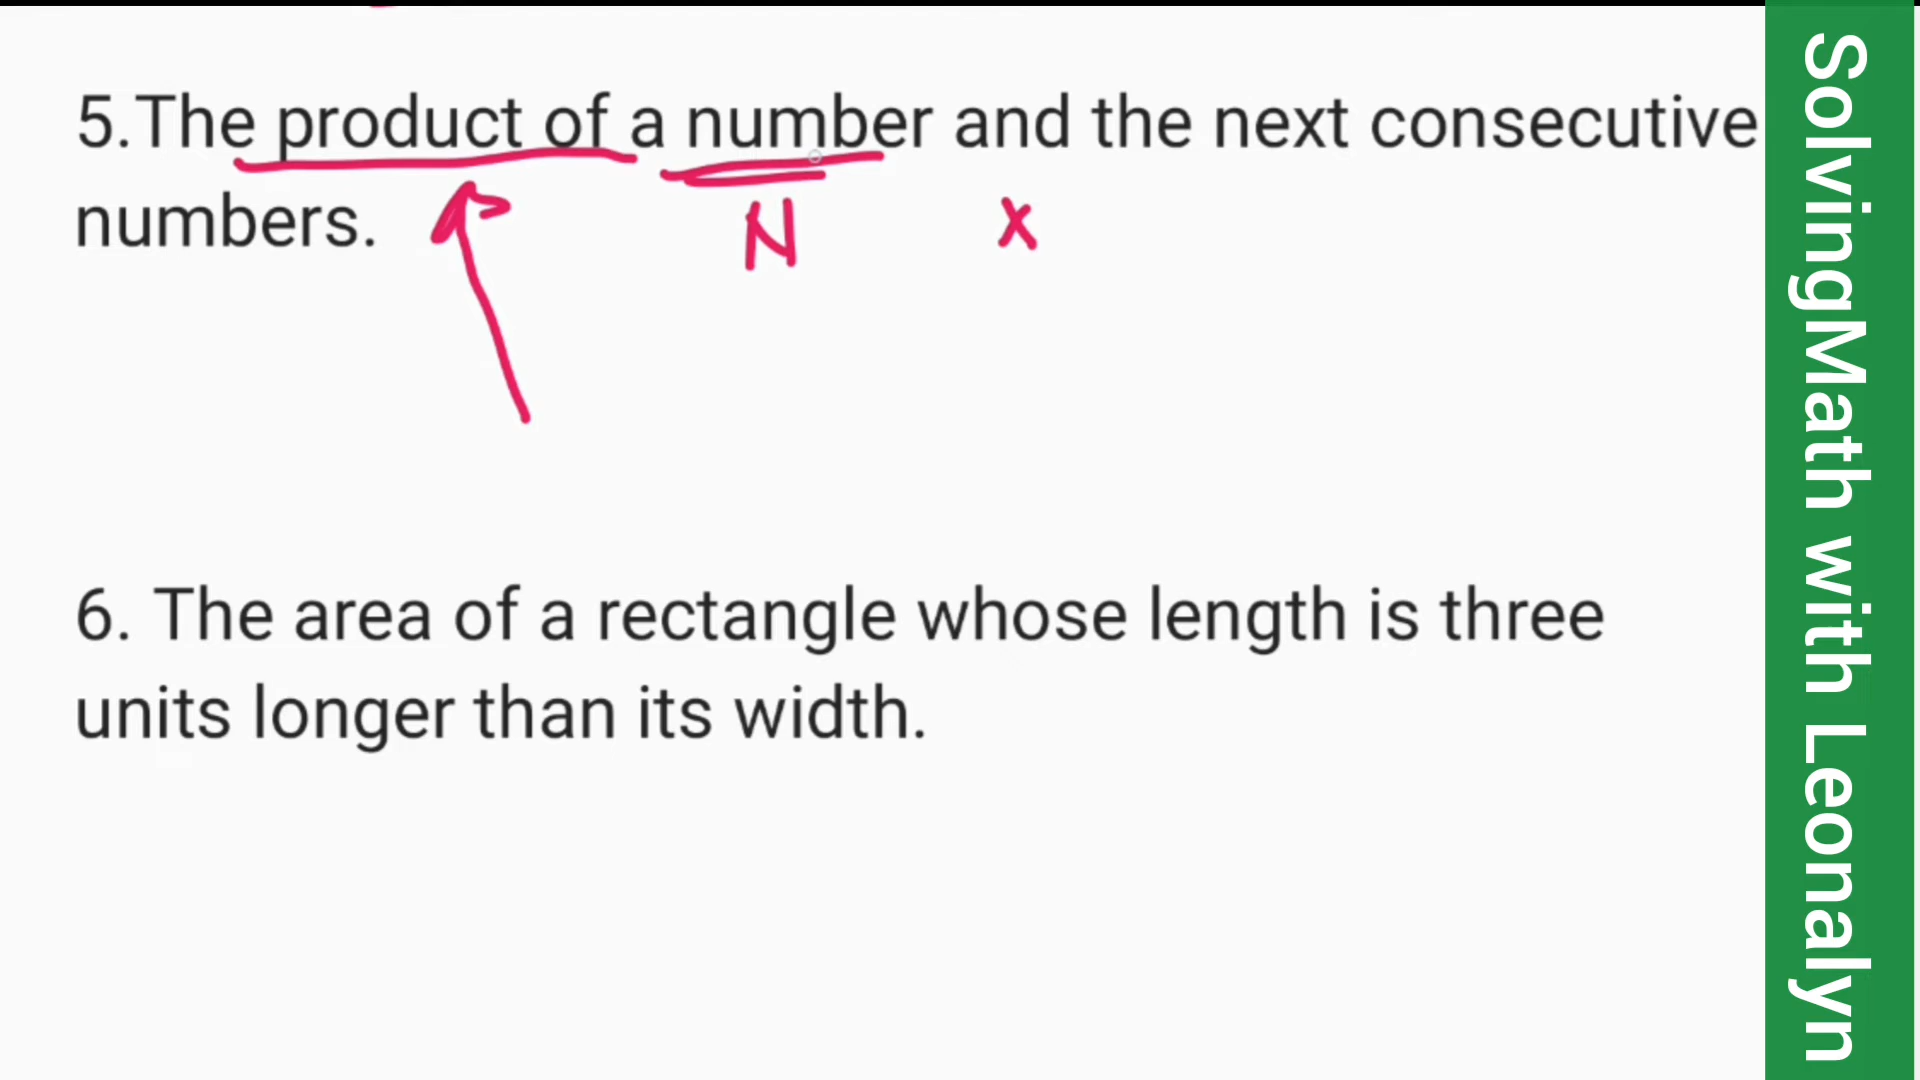 5.The product of a number and the next consecutive
numbers.
N x
6. The area of a rectangle whose length is three
units longer than its width.
SolvingMath with Leonalyn